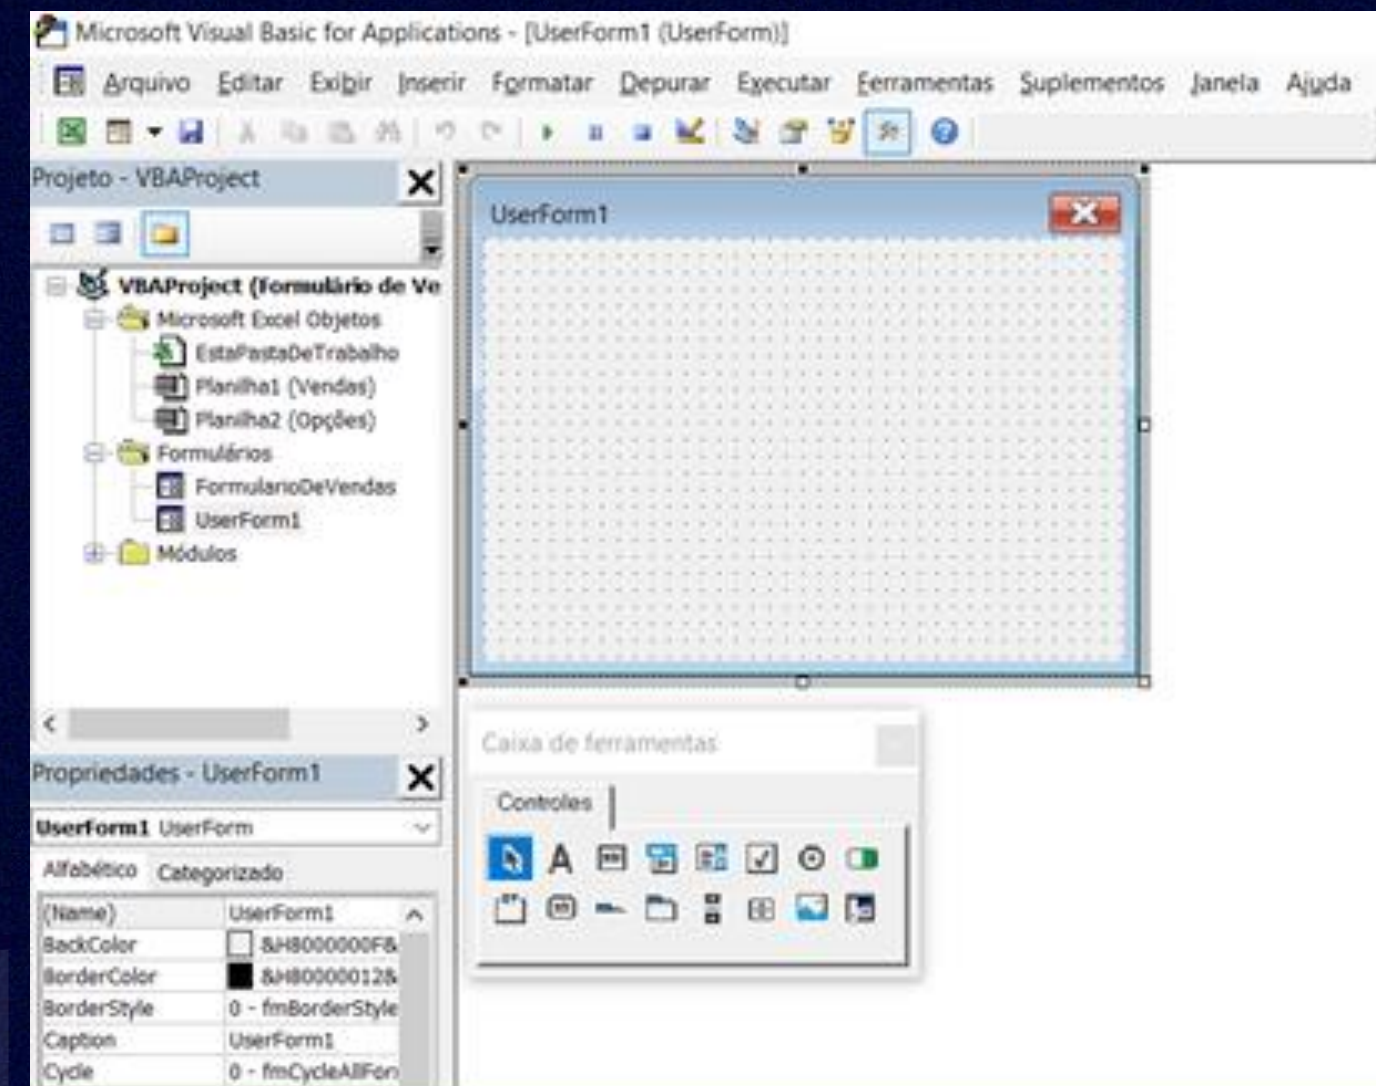 Microsoft Visual Basic for Applications - [UserForm1 (UserForm)]
Arquivo Editar Exibir Inserir Formatar Depurar Executar Ferramentas Suplementos Janela Ajuda
Projeto - VBAProject
VBAProject (Formulário de Ve
Microsoft Excel Objetos
EstaPastaDeTrabalho
Planilha1 (Vendas)
Planilha2 (Opções)
Formulários
FormularioDeVendas
UserForm1
Módulos
UserForm1
Propriedades - UserForm1
UserForm1 UserForm
Alfabético Categorizado
(Name) UserForm1
BackColor &H8000000F&
BorderColor &H80000012&
BorderStyle 0 - fmBorderStyle
Caption UserForm1
Cycle 0 - fmCycleAllFor
Caixa de ferramentas
Controles